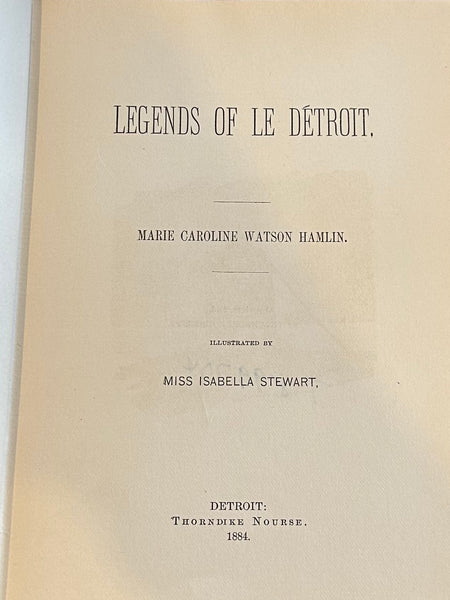 LEGENDS OF LE DÉTROIT.
MARIE CAROLINE WATSON HAMLIN.
ILLUSTRATED BY
MISS ISABELLA STEWART,
DETROIT:
THORNDIKE NOURSE.
1884.